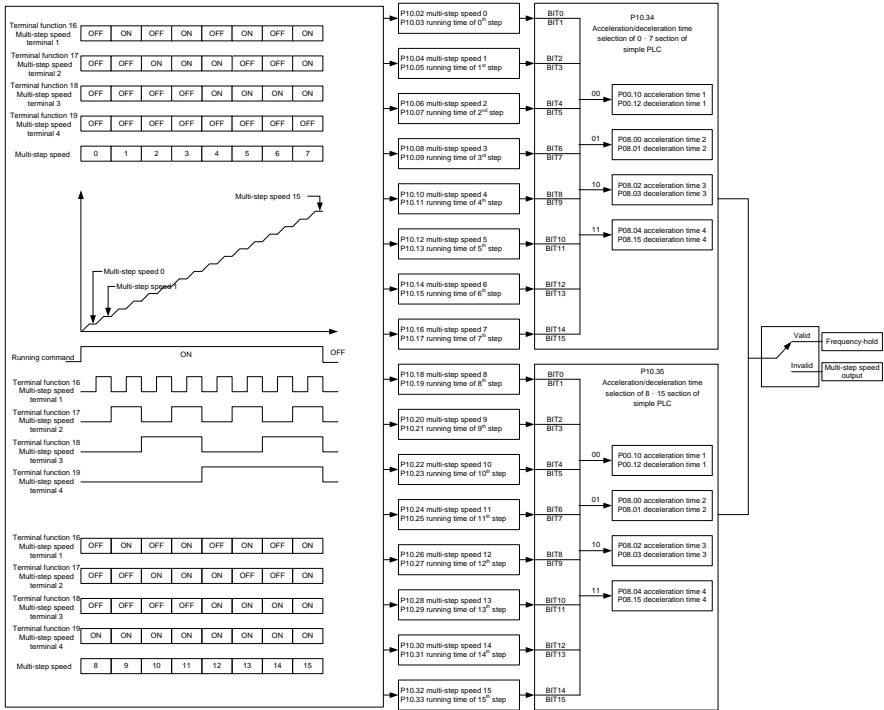 Terminal function 16
Multi-step speed
terminal 1
OFF ON OFF ON OFF ON OFF ON
Terminal function 17
Multi-step speed
terminal 2
OFF OFF ON ON OFF OFF ON ON
Terminal function 18
Multi-step speed
terminal 3
OFF OFF OFF OFF ON ON ON ON
Terminal function 19
Multi-step speed
terminal 4
OFF OFF OFF OFF OFF OFF OFF OFF
Multi-step speed
0 1 2 3 4 5 6 7
Multi-step speed 15
Multi-step speed 0
Multi-step speed 1
Running command
ON
OFF
Terminal function 16
Multi-step speed
terminal 1
Terminal function 17
Multi-step speed
terminal 2
Terminal function 18
Multi-step speed
terminal 3
Terminal function 19
Multi-step speed
terminal 4
Terminal function 16
Multi-step speed
terminal 1
OFF ON OFF ON OFF ON OFF ON
Terminal function 17
Multi-step speed
terminal 2
OFF OFF ON ON OFF OFF ON ON
Terminal function 18
Multi-step speed
terminal 3
OFF OFF OFF OFF ON ON ON ON
Terminal function 19
Multi-step speed
terminal 4
ON ON ON ON ON ON ON ON
Multi-step speed
8 9 10 11 12 13 14 15
P10.02 multi-step speed 0
P10.03 running time of 0th step
P10.04 multi-step speed 1
P10.05 running time of 1st step
P10.06 multi-step speed 2
P10.07 running time of 2nd step
P10.08 multi-step speed 3
P10.09 running time of 3rd step
P10.10 multi-step speed 4
P10.11 running time of 4th step
P10.12 multi-step speed 5
P10.13 running time of 5th step
P10.14 multi-step speed 6
P10.15 running time of 6th step
P10.16 multi-step speed 7
P10.17 running time of 7th step
P10.18 multi-step speed 8
P10.19 running time of 8th step
P10.20 multi-step speed 9
P10.21 running time of 9th step
P10.22 multi-step speed 10
P10.23 running time of 10th step
P10.24 multi-step speed 11
P10.25 running time of 11th step
P10.26 multi-step speed 12
P10.27 running time of 12th step
P10.28 multi-step speed 13
P10.29 running time of 13th step
P10.30 multi-step speed 14
P10.31 running time of 14th step
P10.32 multi-step speed 15
P10.33 running time of 15th step
BIT0
BIT1
BIT2
BIT3
BIT4
BIT5
BIT6
BIT7
BIT8
BIT9
BIT10
BIT11
BIT12
BIT13
BIT14
BIT15
P10.34
Acceleration/deceleration time
selection of 0 - 7 section of
simple PLC
00
P00.10 acceleration time 1
P00.12 deceleration time 1
01
P08.00 acceleration time 2
P08.01 deceleration time 2
10
P08.02 acceleration time 3
P08.03 deceleration time 3
11
P08.04 acceleration time 4
P08.15 deceleration time 4
BIT0
BIT1
BIT2
BIT3
BIT4
BIT5
BIT6
BIT7
BIT8
BIT9
BIT10
BIT11
BIT12
BIT13
BIT14
BIT15
P10.35
Acceleration/deceleration time
selection of 8 - 15 section of
simple PLC
00
P00.10 acceleration time 1
P00.12 deceleration time 1
01
P08.00 acceleration time 2
P08.01 deceleration time 2
10
P08.02 acceleration time 3
P08.03 deceleration time 3
11
P08.04 acceleration time 4
P08.15 deceleration time 4
Valid
Frequency-hold
Invalid
Multi-step speed
output